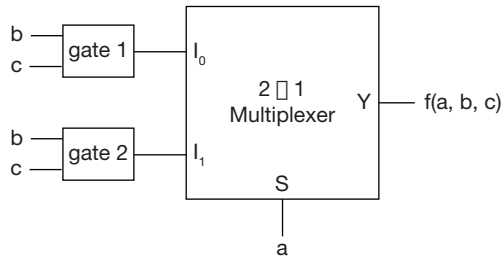 b
c
gate 1
I₀
2 ▯ 1
Multiplexer
Y
f(a, b, c)
b
c
gate 2
I₁
S
a